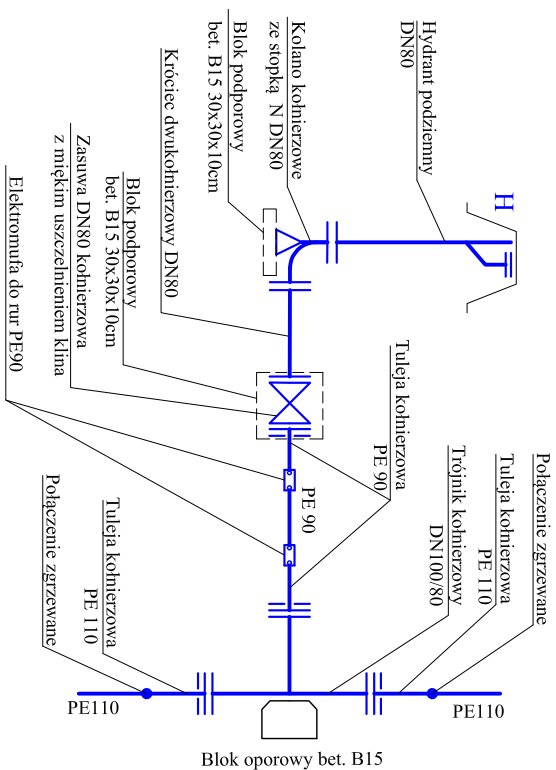 H
Hydrant podziemny
DN80
Kolano kołnierzowe
ze stopką N DN80
Blok podporowy
bet. B15 30x30x10cm
Króciec dwukołnierzowy DN80
Blok podporowy
bet. B15 30x30x10cm
Zasuwa DN80 kołnierzowa
z miękim uszczelnieniem klina
Elektromufa do rur PE90
Tuleja kołnierzowa
PE 90
PE 90
Trójnik kołnierzowy
DN100/80
Tuleja kołnierzowa
PE 110
Połączenie zgrzewane
Tuleja kołnierzowa
PE 110
Połączenie zgrzewane
PE110
PE110
Blok oporowy bet. B15